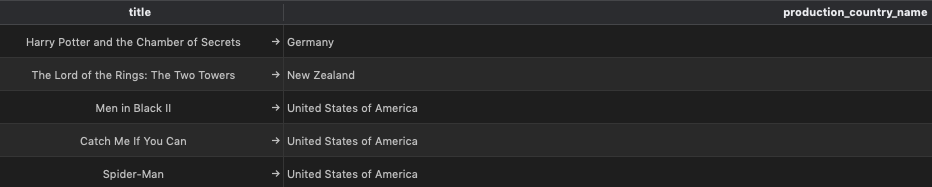 title production_country_name
Harry Potter and the Chamber of Secrets → Germany
The Lord of the Rings: The Two Towers → New Zealand
Men in Black II → United States of America
Catch Me If You Can → United States of America
Spider-Man → United States of America